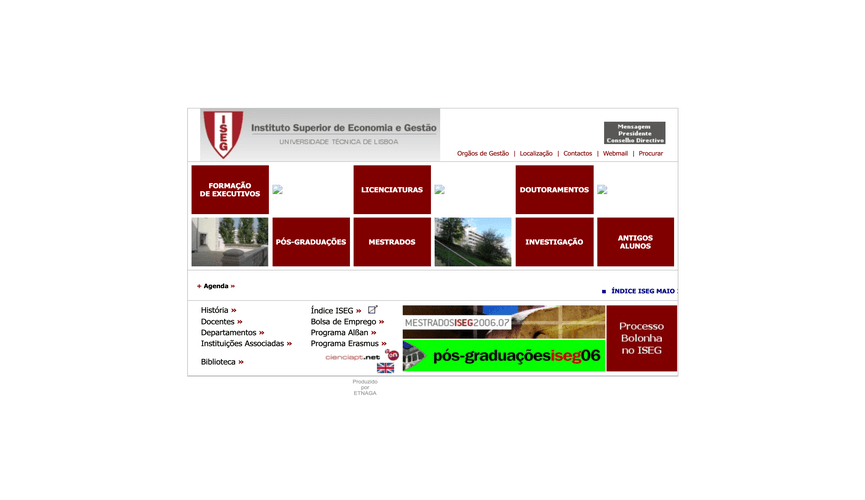 ISEG
Instituto Superior de Economia e Gestão
UNIVERSIDADE TÉCNICA DE LISBOA
Mensagem
Presidente
Conselho Directivo
Orgãos de Gestão | Localização | Contactos | Webmail | Procurar
FORMAÇÃO
DE EXECUTIVOS
LICENCIATURAS
DOUTORAMENTOS
PÓS-GRADUAÇÕES
MESTRADOS
INVESTIGAÇÃO
ANTIGOS
ALUNOS
+ Agenda »
ÍNDICE ISEG MAIO
História »
Docentes »
Departamentos »
Instituições Associadas »
Biblioteca »
Índice ISEG »
Bolsa de Emprego »
Programa Alßan »
Programa Erasmus »
cienciapt.net
MESTRADOSISEG2006.07
pós-graduaçõesiseg06
Processo
Bolonha
no ISEG
Produzido
por
ETNAGA